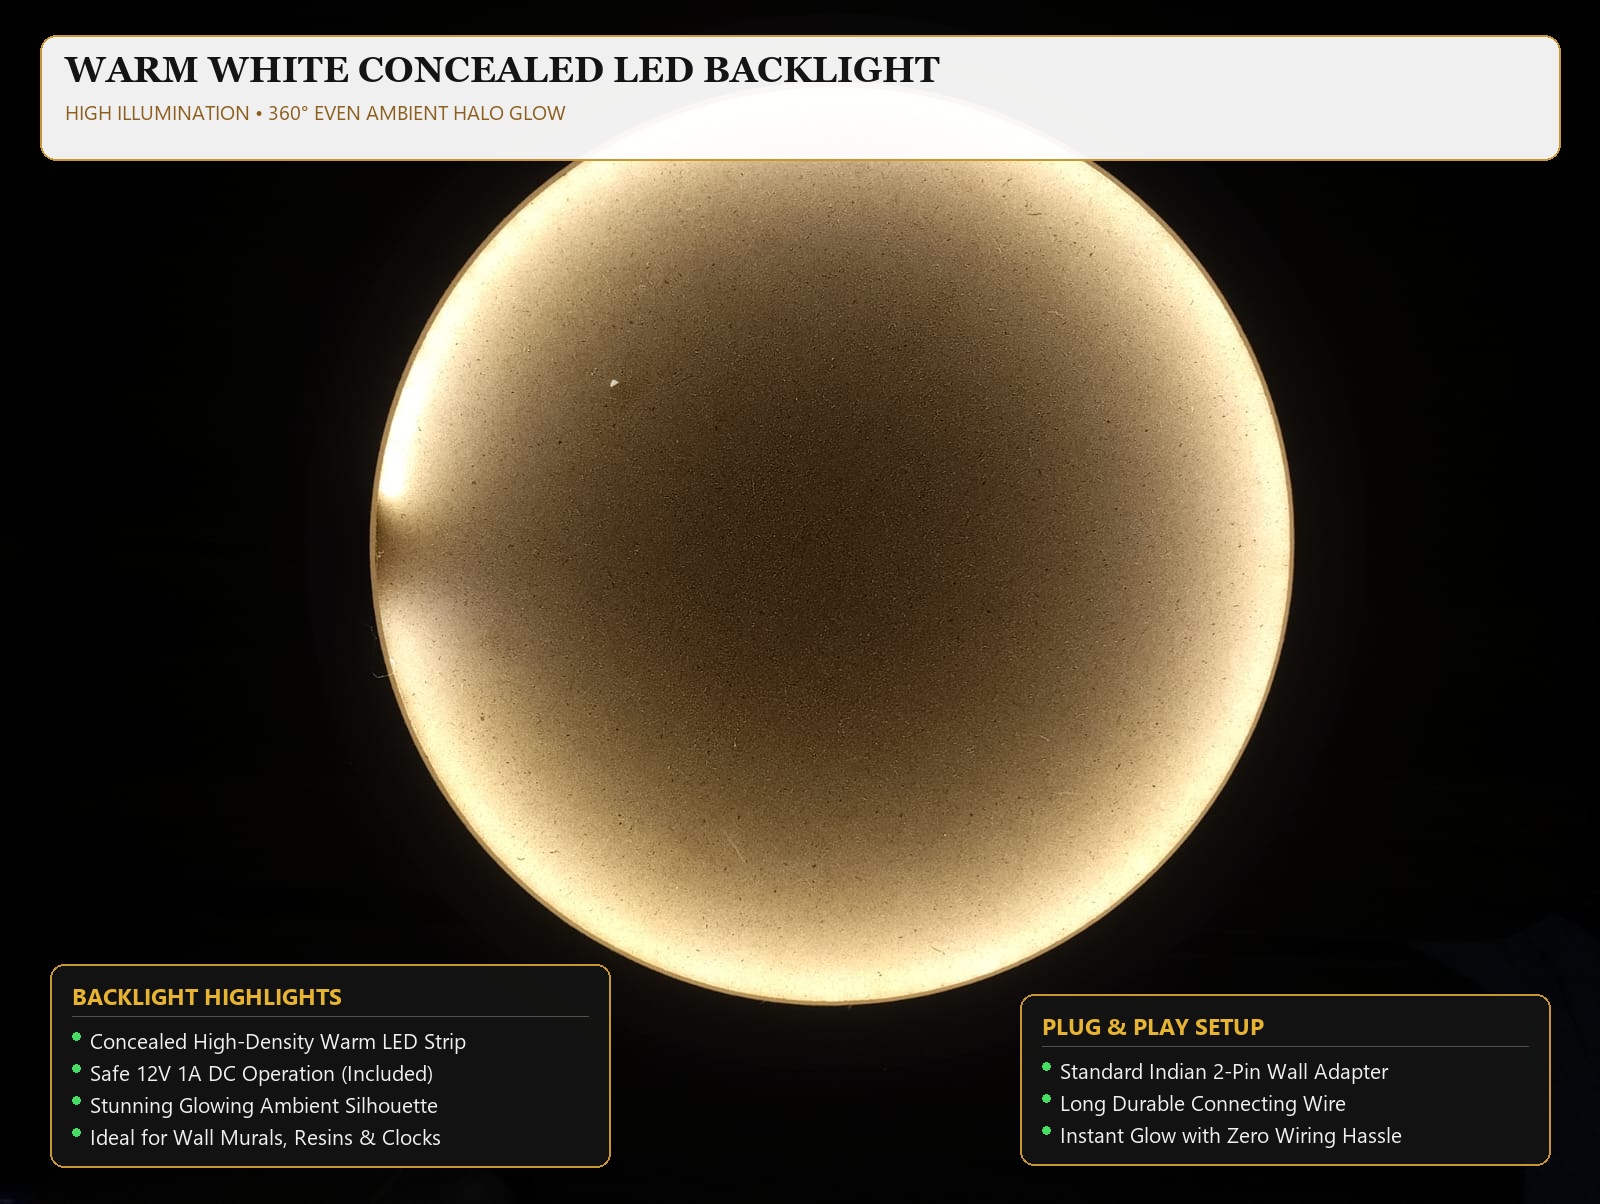 WARM WHITE CONCEALED LED BACKLIGHT
HIGH ILLUMINATION • 360° EVEN AMBIENT HALO GLOW
BACKLIGHT HIGHLIGHTS
• Concealed High-Density Warm LED Strip
• Safe 12V 1A DC Operation (Included)
• Stunning Glowing Ambient Silhouette
• Ideal for Wall Murals, Resins & Clocks
PLUG & PLAY SETUP
• Standard Indian 2-Pin Wall Adapter
• Long Durable Connecting Wire
• Instant Glow with Zero Wiring Hassle